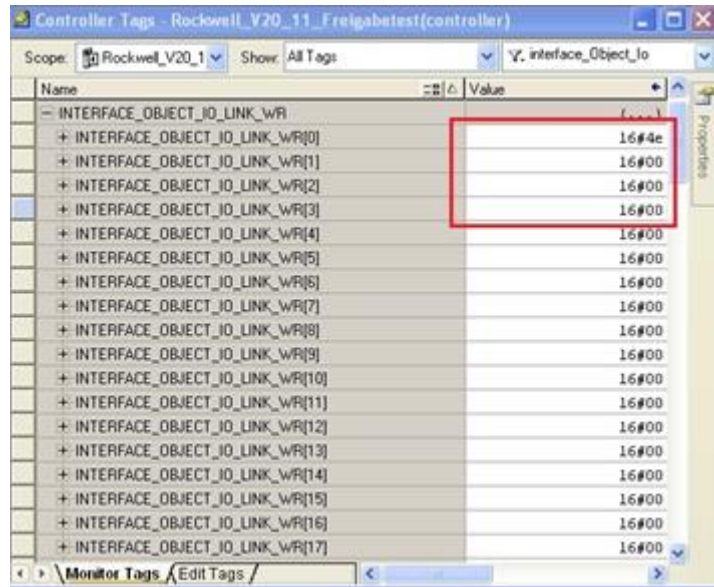 Controller Tags - Rockwell_V20_11_Freigabetest(controller)
Scope: Rockwell_V20_1 Show: All Tags interface_Object_Io
Name Value
INTERFACE_OBJECT_IO_LINK_WR {...}
INTERFACE_OBJECT_IO_LINK_WR[0] 16#4e
INTERFACE_OBJECT_IO_LINK_WR[1] 16#00
INTERFACE_OBJECT_IO_LINK_WR[2] 16#00
INTERFACE_OBJECT_IO_LINK_WR[3] 16#00
INTERFACE_OBJECT_IO_LINK_WR[4] 16#00
INTERFACE_OBJECT_IO_LINK_WR[5] 16#00
INTERFACE_OBJECT_IO_LINK_WR[6] 16#00
INTERFACE_OBJECT_IO_LINK_WR[7] 16#00
INTERFACE_OBJECT_IO_LINK_WR[8] 16#00
INTERFACE_OBJECT_IO_LINK_WR[9] 16#00
INTERFACE_OBJECT_IO_LINK_WR[10] 16#00
INTERFACE_OBJECT_IO_LINK_WR[11] 16#00
INTERFACE_OBJECT_IO_LINK_WR[12] 16#00
INTERFACE_OBJECT_IO_LINK_WR[13] 16#00
INTERFACE_OBJECT_IO_LINK_WR[14] 16#00
INTERFACE_OBJECT_IO_LINK_WR[15] 16#00
INTERFACE_OBJECT_IO_LINK_WR[16] 16#00
INTERFACE_OBJECT_IO_LINK_WR[17] 16#00
Monitor Tags Edit Tags
Properties